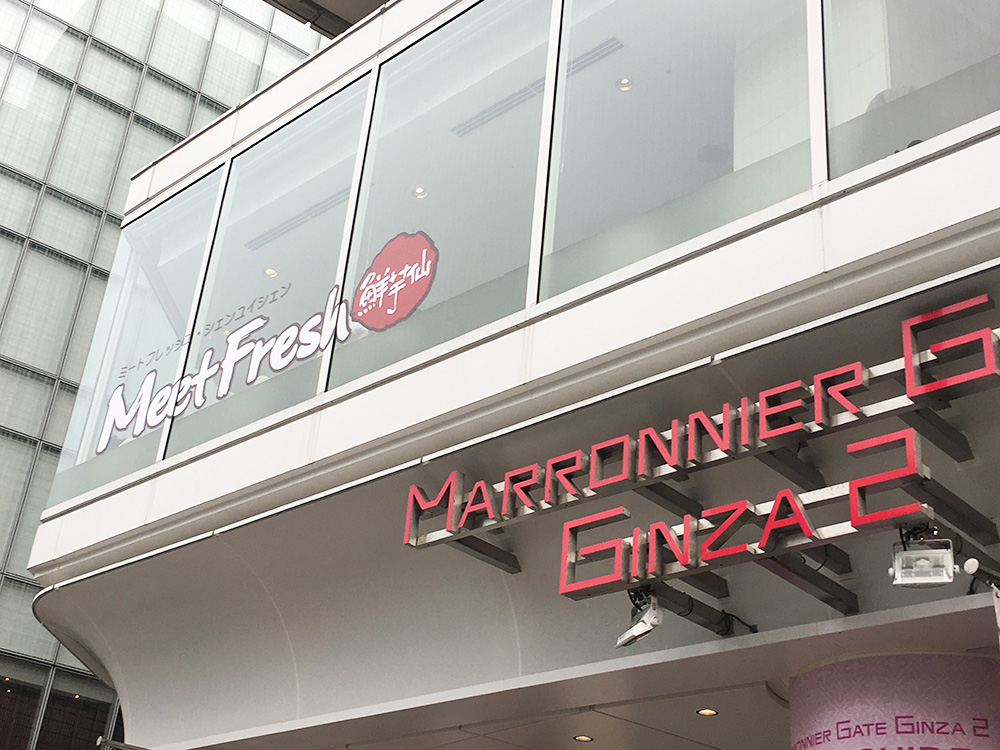 ミートフレッシュ・シェンユイシェン
Meet Fresh 鮮芋仙
MARRONNIER G
GINZA 2
ONNIER GATE GINZA 2